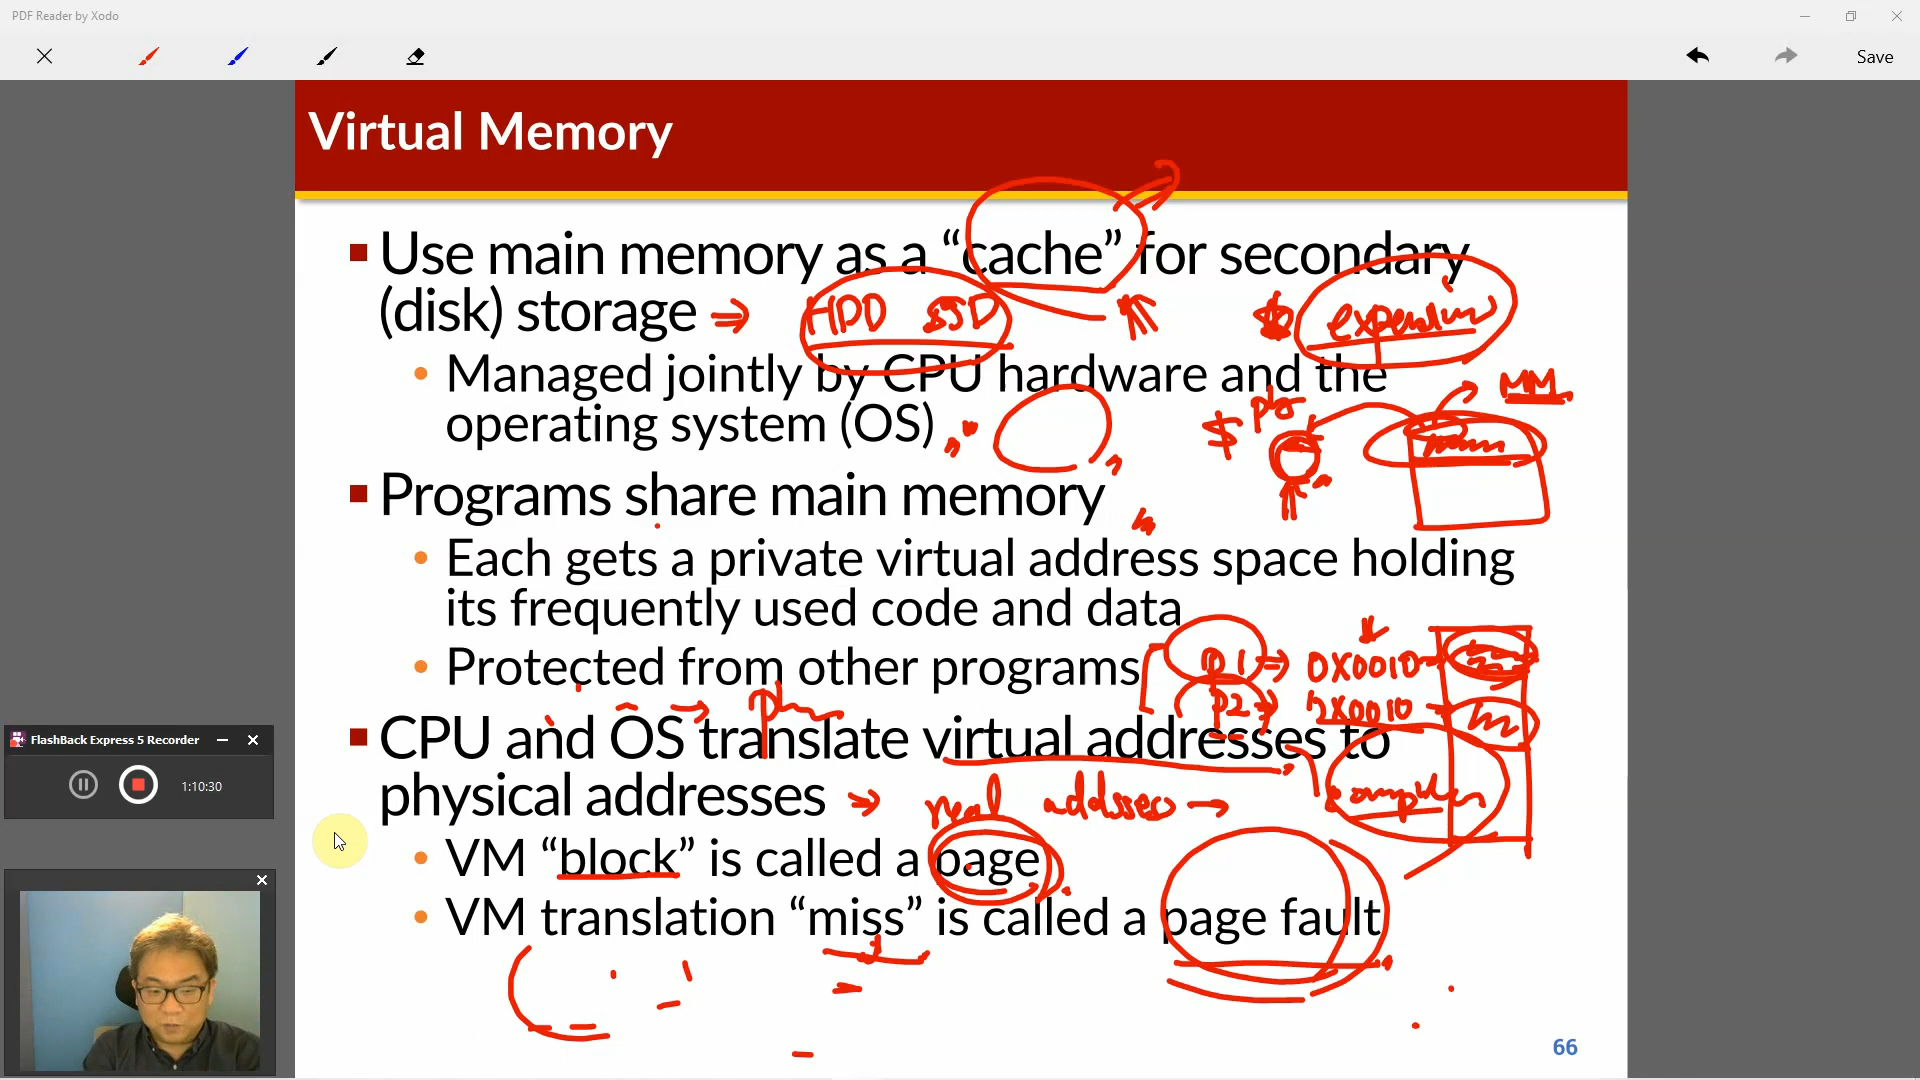 PDF Reader by Xodo
Save
Virtual Memory
Use main memory as a “cache” for secondary
(disk) storage ⇒ HDD SSD $ expensive
Managed jointly by CPU hardware and the
operating system (OS)
MM
$
Programs share main memory
Each gets a private virtual address space holding
its frequently used code and data
Protected from other programs
P1 ⇒ 0X0010
P2 0X0010
CPU and OS translate virtual addresses to
physical addresses → real addsses →
VM “block” is called a page
VM translation “miss” is called a page fault
66
FlashBack Express 5 Recorder
1:10:30